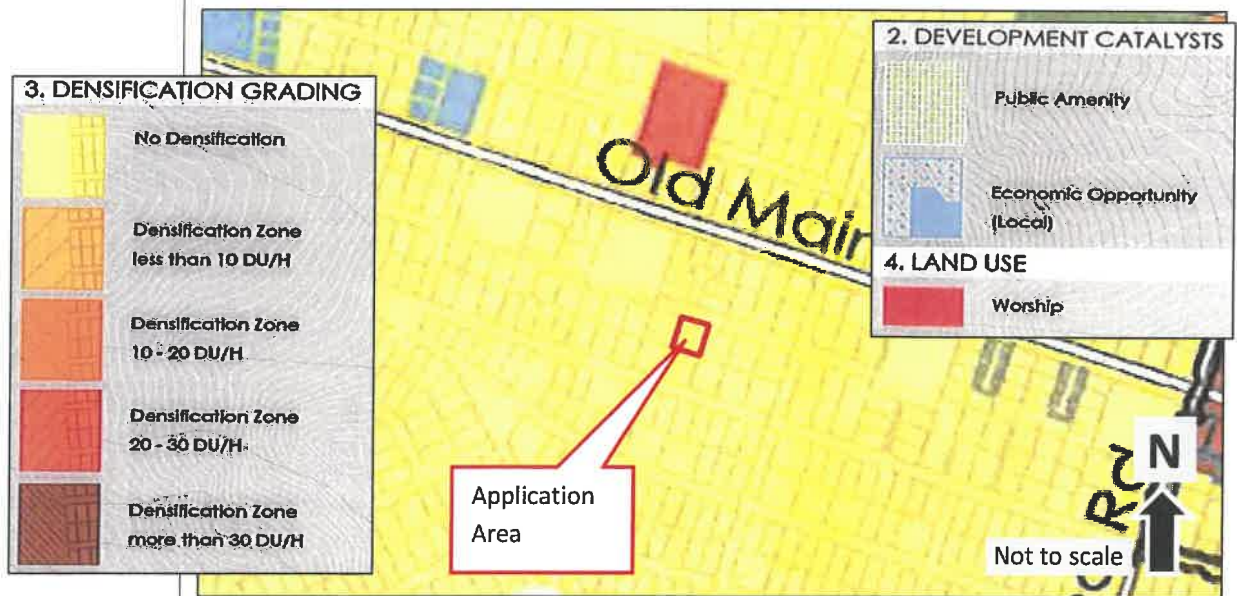 3. DENSIFICATION GRADING
No Densification
Densification Zone
less than 10 DU/H
Densification Zone
10 - 20 DU/H
Densification Zone
20 - 30 DU/H
Densification Zone
more than 30 DU/H
Old Main
2. DEVELOPMENT CATALYSTS
Public Amenity
Economic Opportunity
(Local)
4. LAND USE
Worship
Application
Area
N
Not to scale